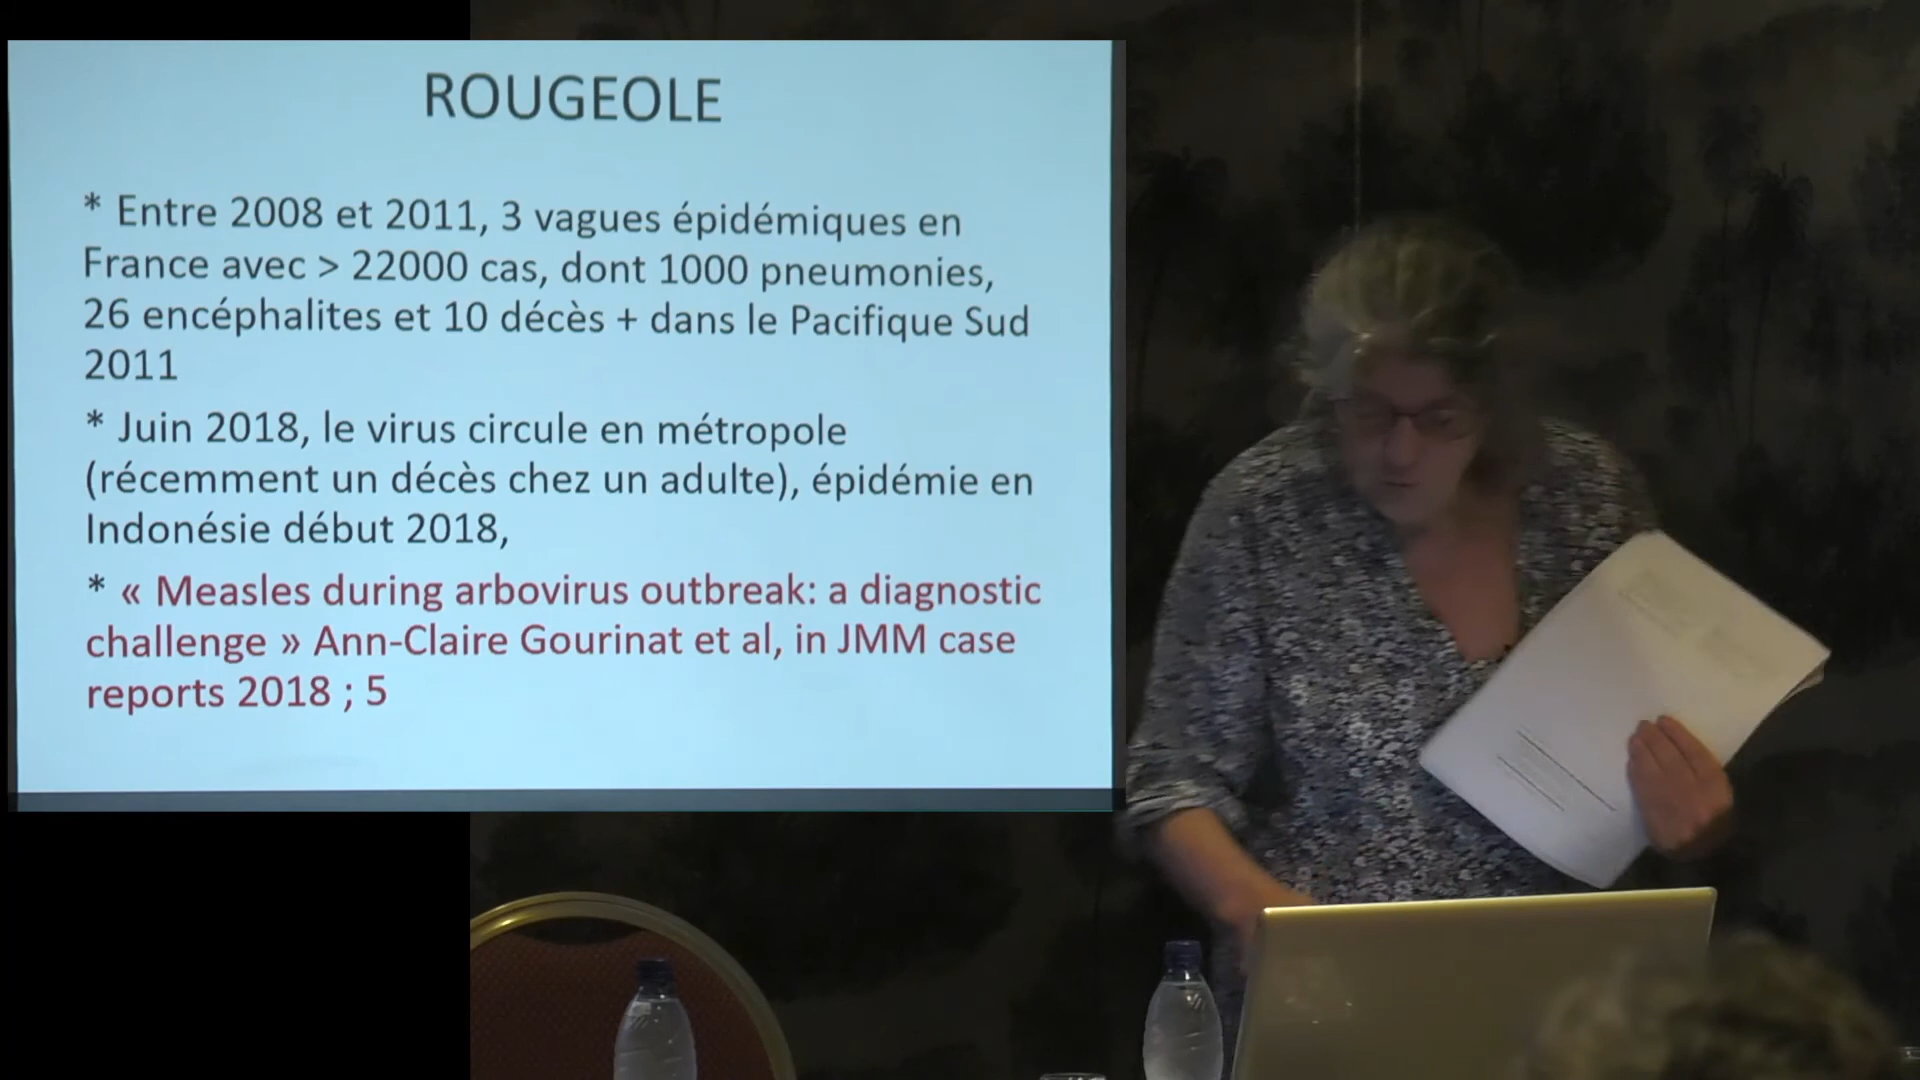 ROUGEOLE
* Entre 2008 et 2011, 3 vagues épidémiques en
France avec > 22000 cas, dont 1000 pneumonies,
26 encéphalites et 10 décès + dans le Pacifique Sud
2011
* Juin 2018, le virus circule en métropole
(récemment un décès chez un adulte), épidémie en
Indonésie début 2018,
* « Measles during arbovirus outbreak: a diagnostic
challenge » Ann-Claire Gourinat et al, in JMM case
reports 2018 ; 5